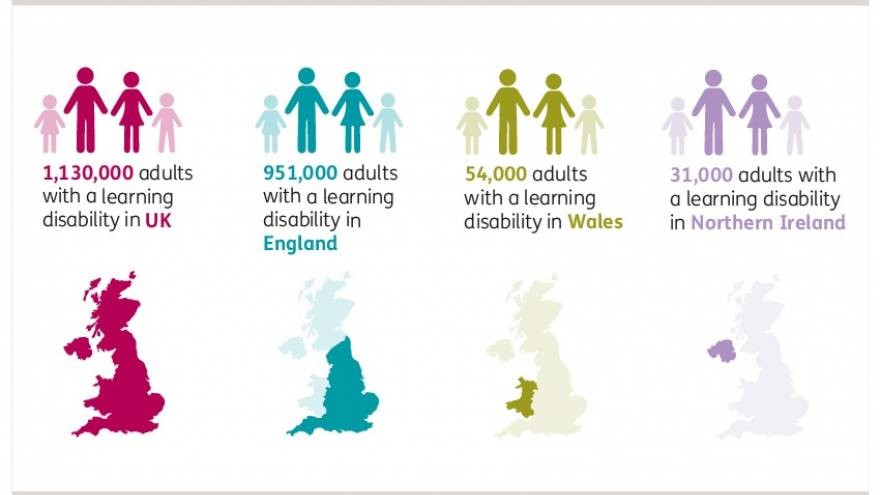 1,130,000 adults
with a learning
disability in UK
951,000 adults
with a learning
disability in
England
54,000 adults
with a learning
disability in Wales
31,000 adults with
a learning disability
in Northern Ireland